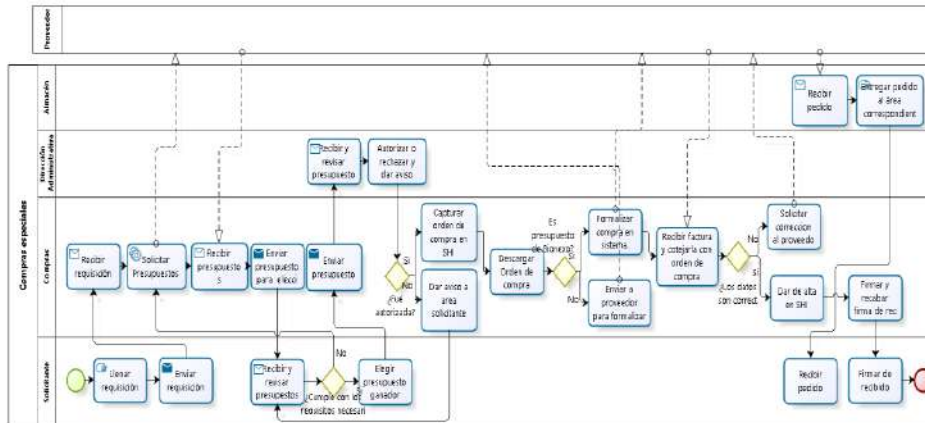 Proveedor
Compras especiales
Almacén
Recibir
pedido
Entregar pedido
al área
correspondient
Dirección
Administrativa
Recibir y
revisar
presupuesto
Autorizar o
rechazar y
dar aviso
Compras
Recibir
requisición
Solicitar
Presupuestos
Recibir
presupuesto
s
Enviar
presupuesto
para elecci
Enviar
presupuesto
Si
No
¿Fue
autorizada?
Capturar
orden de
compra en
SHI
Dar aviso a
area
solicitante
Descargar
Orden de
compra
Es
presupuesto
de
Si
No
Formalizar
compra en
sistema
Enviar a
proveedor
para formalizar
Recibir factura
y cotejarla con
orden de
compra
No
si
¿Los datos
son correct
Solicitar
correccion
al proveedo
Dar de alta
en SHI
Firmar y
recabar
firma de rec
Solicitante
Llenar
requisición
Enviar
requisición
Recibir y
revisar
presupuestos
No
¿Cumple con los
requisitos necesari
Elegir
presupuesto
ganador
Recibir
pedido
Firmar de
recibido